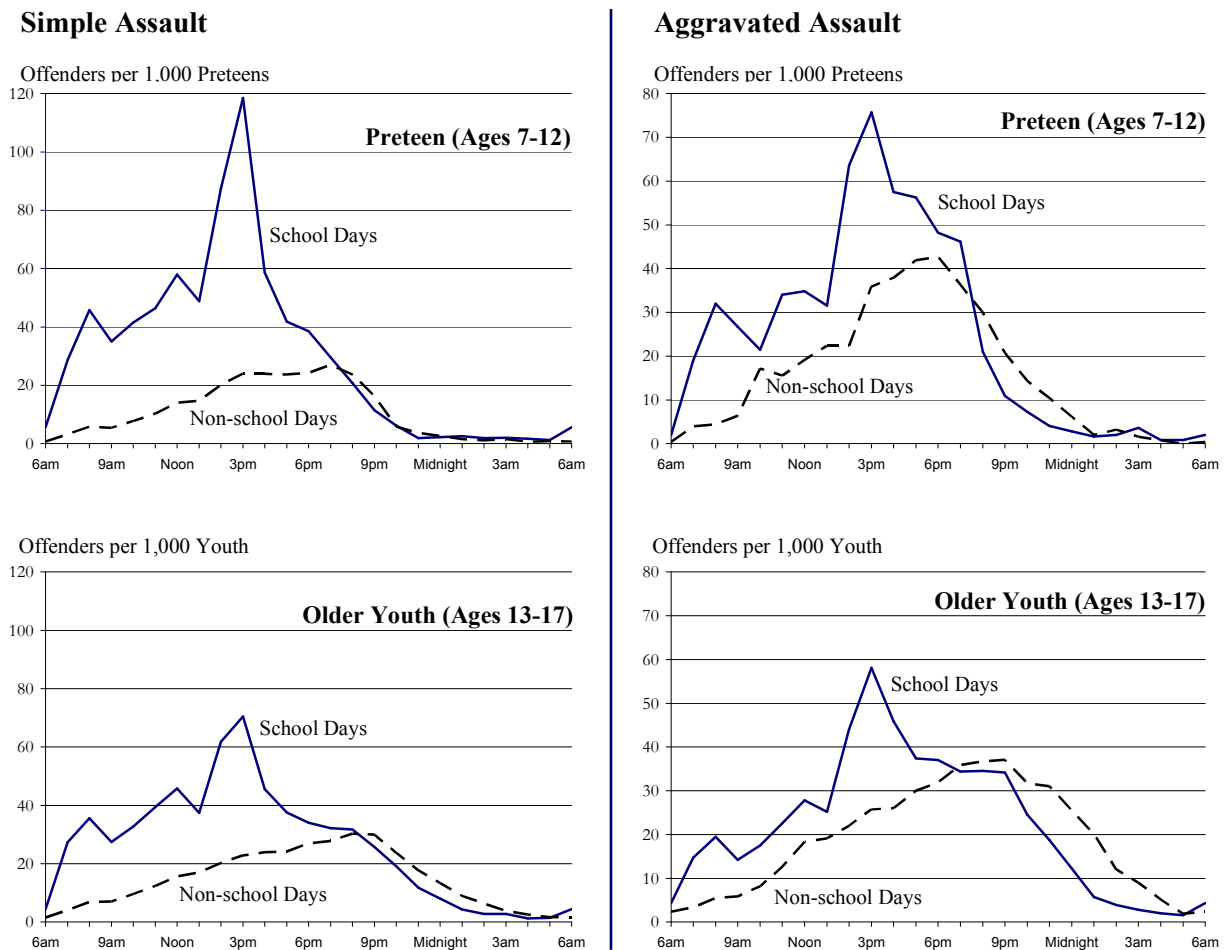 Simple Assault
Offenders per 1,000 Preteens
120
100
80
60
40
20
0
Preteen (Ages 7-12)
School Days
Non-school Days
6am 9am Noon 3pm 6pm 9pm Midnight 3am 6am
Aggravated Assault
Offenders per 1,000 Preteens
80
70
60
50
40
30
20
10
0
Preteen (Ages 7-12)
School Days
Non-school Days
6am 9am Noon 3pm 6pm 9pm Midnight 3am 6am
Offenders per 1,000 Youth
120
100
80
60
40
20
0
Older Youth (Ages 13-17)
School Days
Non-school Days
6am 9am Noon 3pm 6pm 9pm Midnight 3am 6am
Offenders per 1,000 Youth
80
70
60
50
40
30
20
10
0
Older Youth (Ages 13-17)
School Days
Non-school Days
6am 9am Noon 3pm 6pm 9pm Midnight 3am 6am